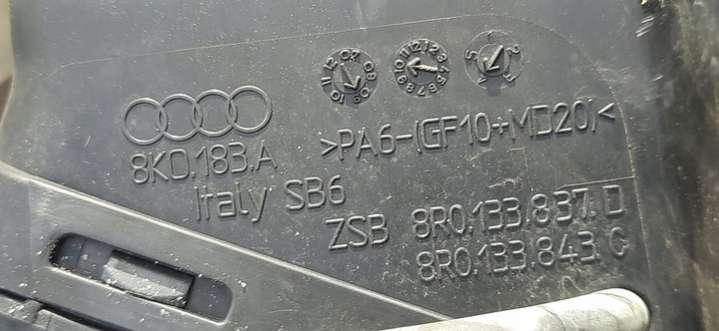 8K0.183.A
>PA6-(GF10+MD20)<
Italy SB6
ZSB 8R0.133.837.D
8R0.133.843.C